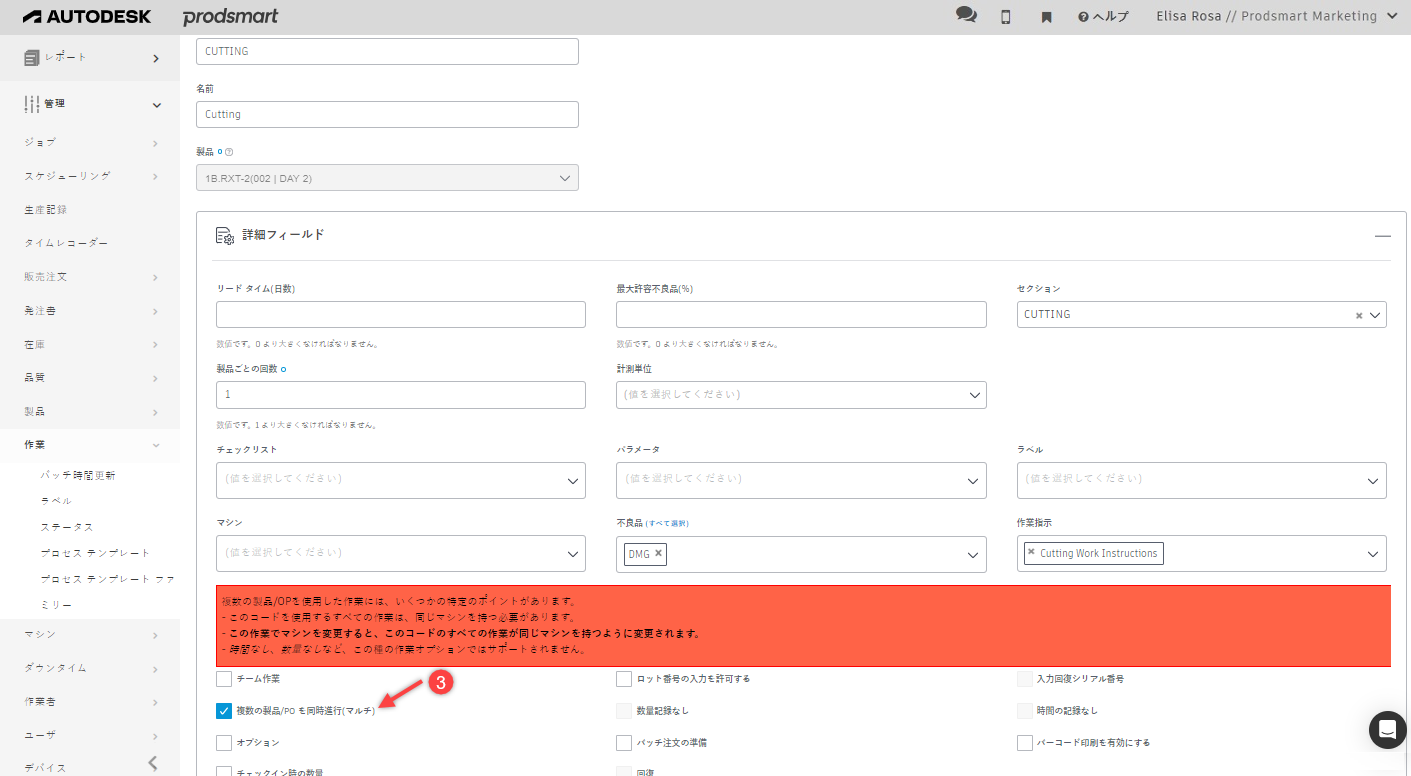 AUTODESK prodsmart
ヘルプ
Elisa Rosa // Prodsmart Marketing
レポート
管理
ジョブ
スケジューリング
生産記録
タイムレコーダー
販売注文
発注書
在庫
品質
製品
作業
バッチ時間更新
ラベル
ステータス
プロセス テンプレート
プロセス テンプレート ファ
ミリー
マシン
ダウンタイム
作業者
ユーザ
デバイス
CUTTING
名前
Cutting
製品
1B.RXT-2(002 | DAY 2)
詳細フィールド
リード タイム(日数)
最大許容不良品(%)
セクション
CUTTING
数値です。0 より大きくなければなりません。
数値です。0 より大きくなければなりません。
製品ごとの回数
計測単位
1
(値を選択してください)
数値です。1 より大きくなければなりません。
チェックリスト
パラメータ
ラベル
(値を選択してください)
(値を選択してください)
(値を選択してください)
マシン
不良品 (すべて選択)
作業指示
(値を選択してください)
DMG ×
× Cutting Work Instructions
複数の製品/OPを使用した作業には、いくつかの特定のポイントがあります。
- このコードを使用するすべての作業は、同じマシンを持つ必要があります。
- この作業でマシンを変更すると、このコードのすべての作業が同じマシンを持つように変更されます。
- 時間なし、数量なしなど、この種の作業オプションではサポートされません。
チーム作業
ロット番号の入力を許可する
入力回復シリアル番号
3
複数の製品/PO を同時進行(マルチ)
数量記録なし
時間の記録なし
オプション
バッチ注文の準備
バーコード印刷を有効にする
チェックイン時の数量
回復